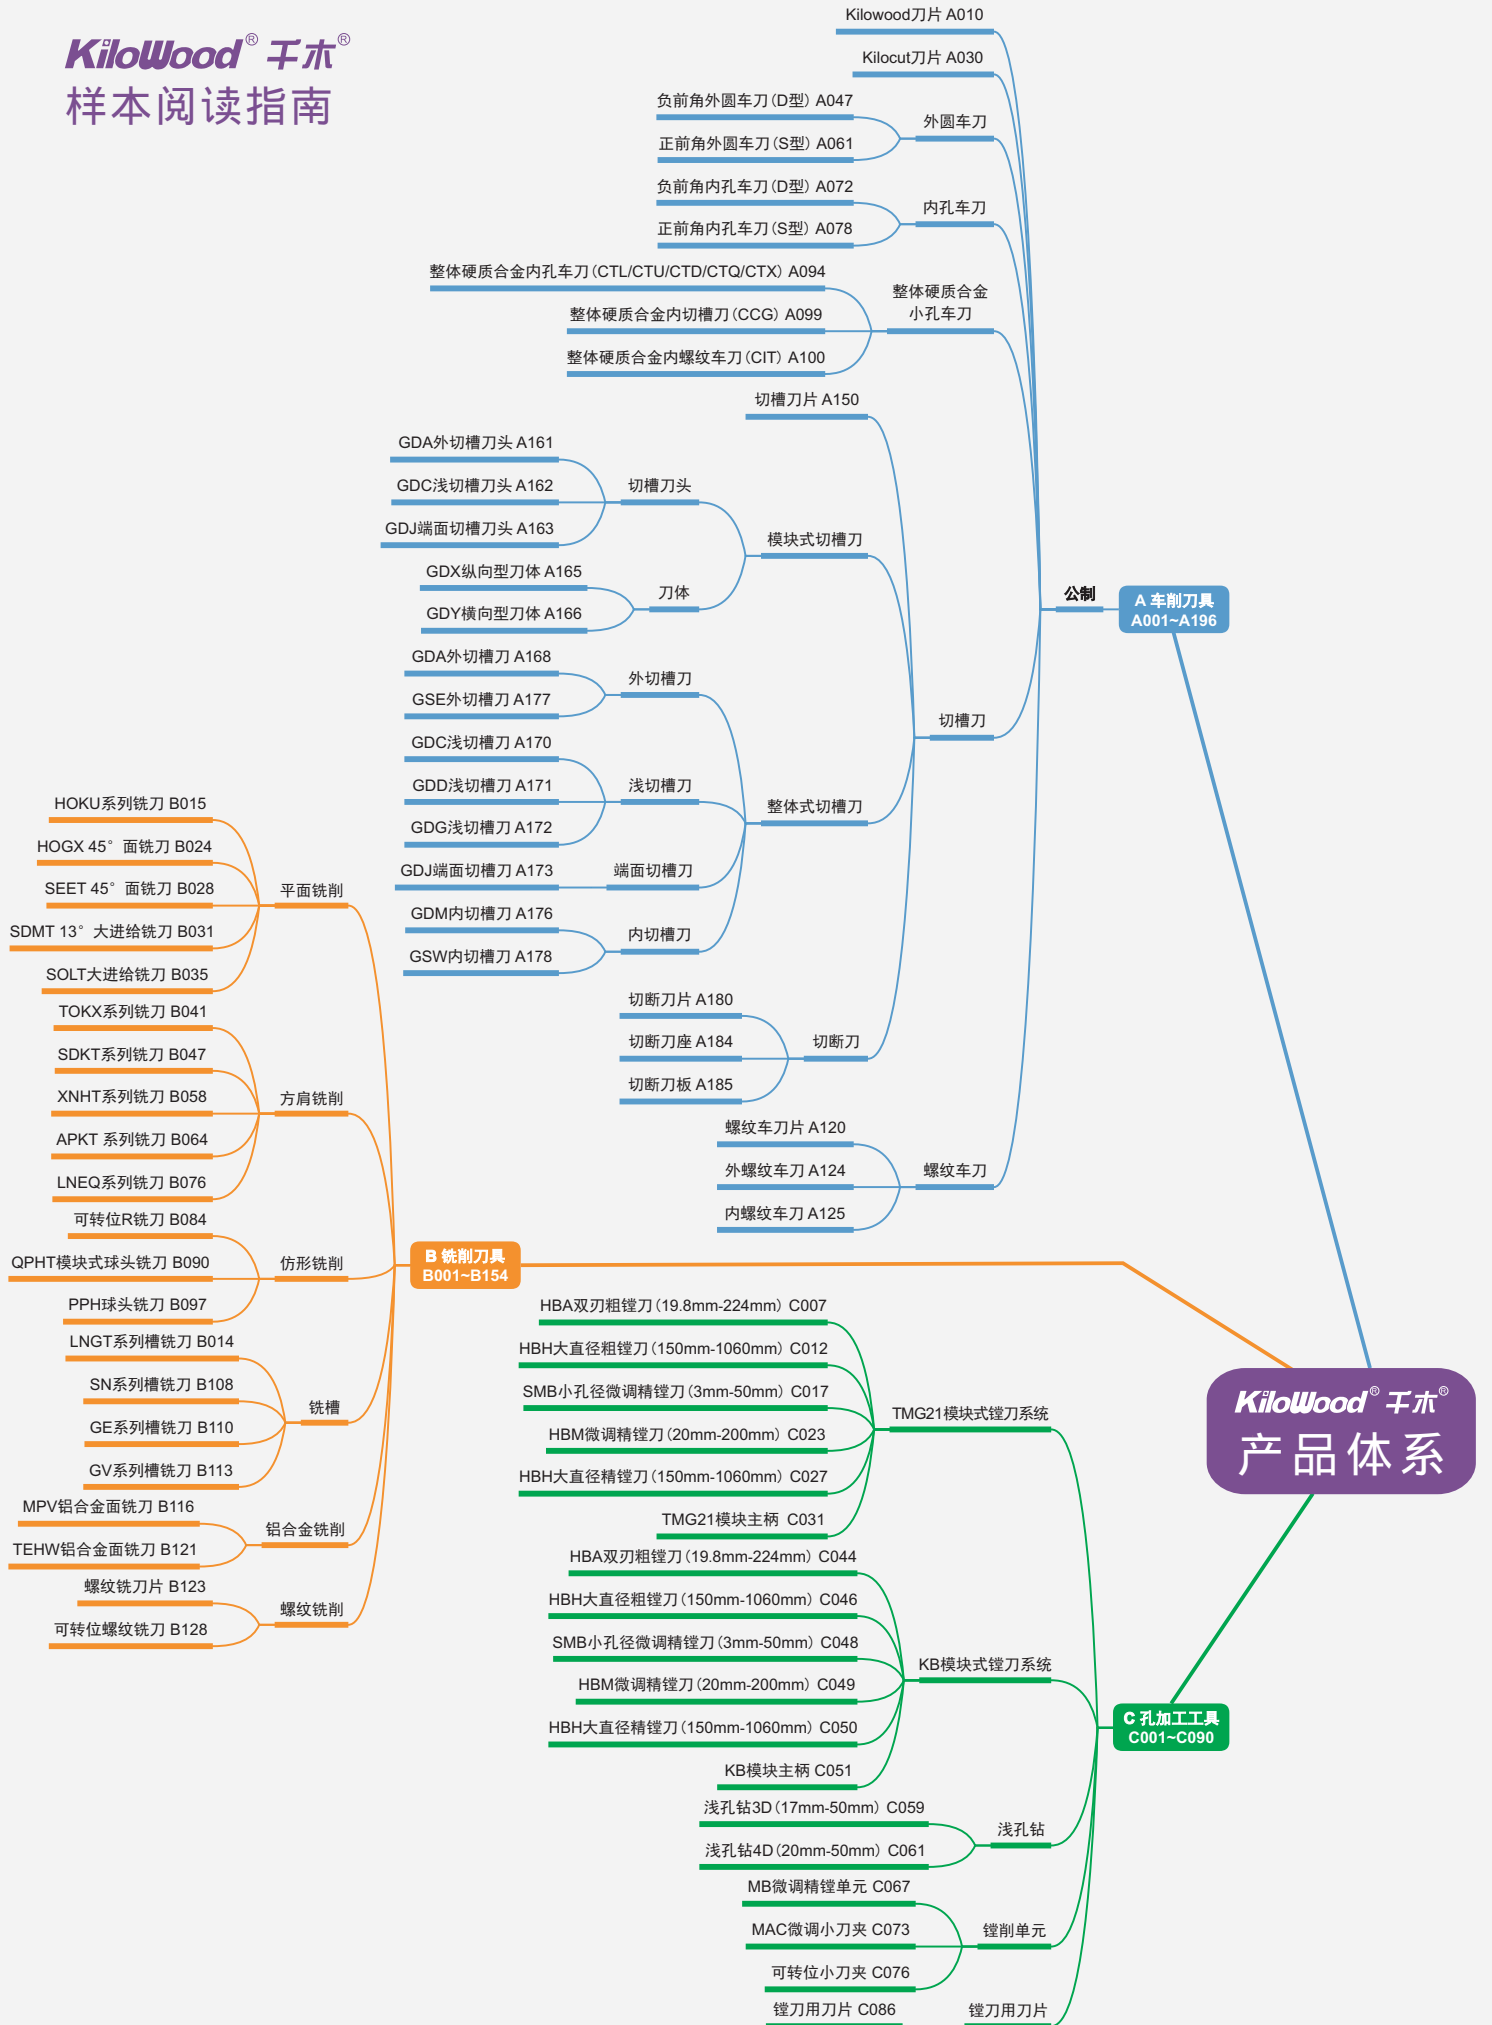 KiloWood® 千木®
样本阅读指南
Kilowood刀片 A010
Kilocut刀片 A030
负前角外圆车刀(D型) A047
正前角外圆车刀(S型) A061
外圆车刀
负前角内孔车刀(D型) A072
正前角内孔车刀(S型) A078
内孔车刀
整体硬质合金内孔车刀(CTL/CTU/CTD/CTQ/CTX) A094
整体硬质合金内切槽刀(CCG) A099
整体硬质合金内螺纹车刀(CIT) A100
整体硬质合金
小孔车刀
切槽刀片 A150
GDA外切槽刀头 A161
GDC浅切槽刀头 A162
GDJ端面切槽刀头 A163
切槽刀头
GDX纵向型刀体 A165
GDY横向型刀体 A166
刀体
模块式切槽刀
GDA外切槽刀 A168
GSE外切槽刀 A177
外切槽刀
GDC浅切槽刀 A170
GDD浅切槽刀 A171
GDG浅切槽刀 A172
浅切槽刀
GDJ端面切槽刀 A173
端面切槽刀
GDM内切槽刀 A176
GSW内切槽刀 A178
内切槽刀
整体式切槽刀
切断刀片 A180
切断刀座 A184
切断刀板 A185
切断刀
切槽刀
螺纹车刀片 A120
外螺纹车刀 A124
内螺纹车刀 A125
螺纹车刀
公制
A 车削刀具
A001~A196
HOKU系列铣刀 B015
HOGX 45° 面铣刀 B024
SEET 45° 面铣刀 B028
SDMT 13° 大进给铣刀 B031
SOLT大进给铣刀 B035
平面铣削
TOKX系列铣刀 B041
SDKT系列铣刀 B047
XNHT系列铣刀 B058
APKT 系列铣刀 B064
LNEQ系列铣刀 B076
方肩铣削
可转位R铣刀 B084
QPHT模块式球头铣刀 B090
PPH球头铣刀 B097
仿形铣削
LNGT系列槽铣刀 B014
SN系列槽铣刀 B108
GE系列槽铣刀 B110
GV系列槽铣刀 B113
铣槽
MPV铝合金面铣刀 B116
TEHW铝合金面铣刀 B121
铝合金铣削
螺纹铣刀片 B123
可转位螺纹铣刀 B128
螺纹铣削
B 铣削刀具
B001~B154
HBA双刃粗镗刀(19.8mm-224mm) C007
HBH大直径粗镗刀(150mm-1060mm) C012
SMB小孔径微调精镗刀(3mm-50mm) C017
HBM微调精镗刀(20mm-200mm) C023
HBH大直径精镗刀(150mm-1060mm) C027
TMG21模块主柄 C031
TMG21模块式镗刀系统
HBA双刃粗镗刀(19.8mm-224mm) C044
HBH大直径粗镗刀(150mm-1060mm) C046
SMB小孔径微调精镗刀(3mm-50mm) C048
HBM微调精镗刀(20mm-200mm) C049
HBH大直径精镗刀(150mm-1060mm) C050
KB模块主柄 C051
KB模块式镗刀系统
浅孔钻3D(17mm-50mm) C059
浅孔钻4D(20mm-50mm) C061
浅孔钻
MB微调精镗单元 C067
MAC微调小刀夹 C073
可转位小刀夹 C076
镗削单元
镗刀用刀片 C086
镗刀用刀片
C 孔加工工具
C001~C090
KiloWood® 千木®
产品体系